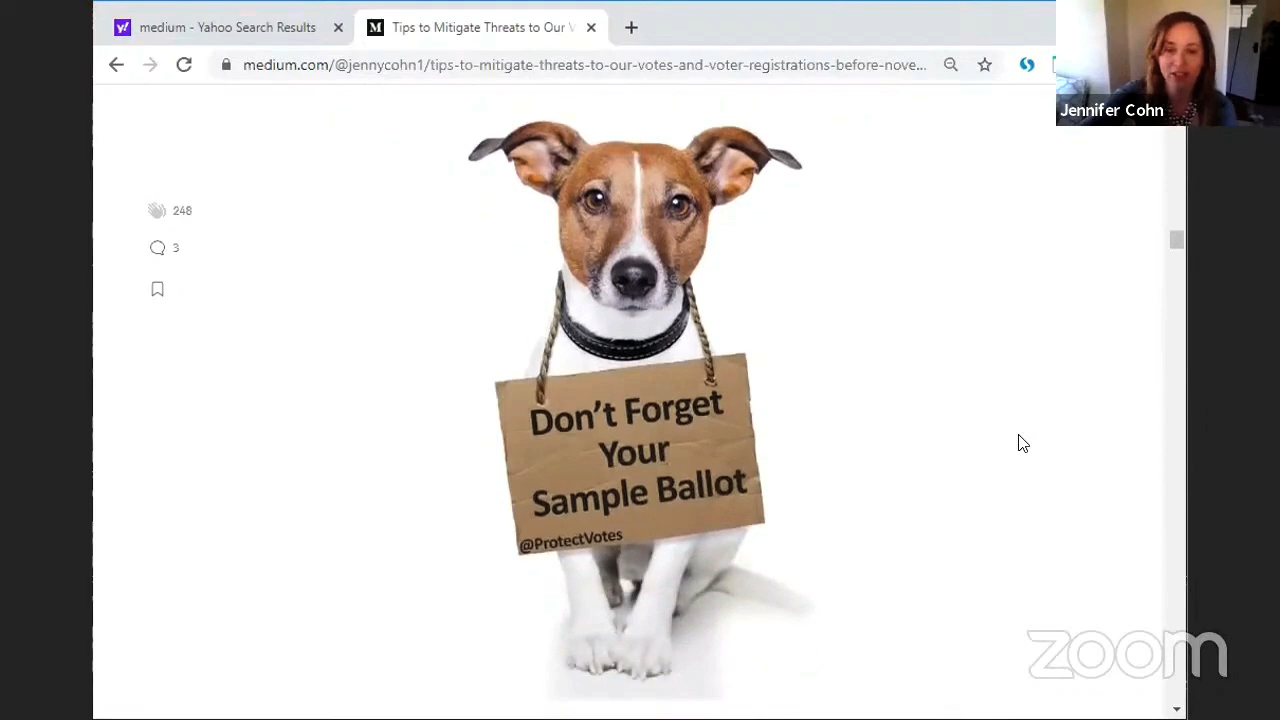 y!
medium - Yahoo Search Results
M
Tips to Mitigate Threats to Our V
medium.com/@jennycohn1/tips-to-mitigate-threats-to-our-votes-and-voter-registrations-before-nove...
Jennifer Cohn
248
3
Don't Forget
Your
Sample Ballot
@ProtectVotes
zoom